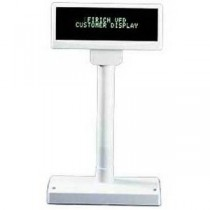 FIRICH VFD
CUSTOMER DISPLAY